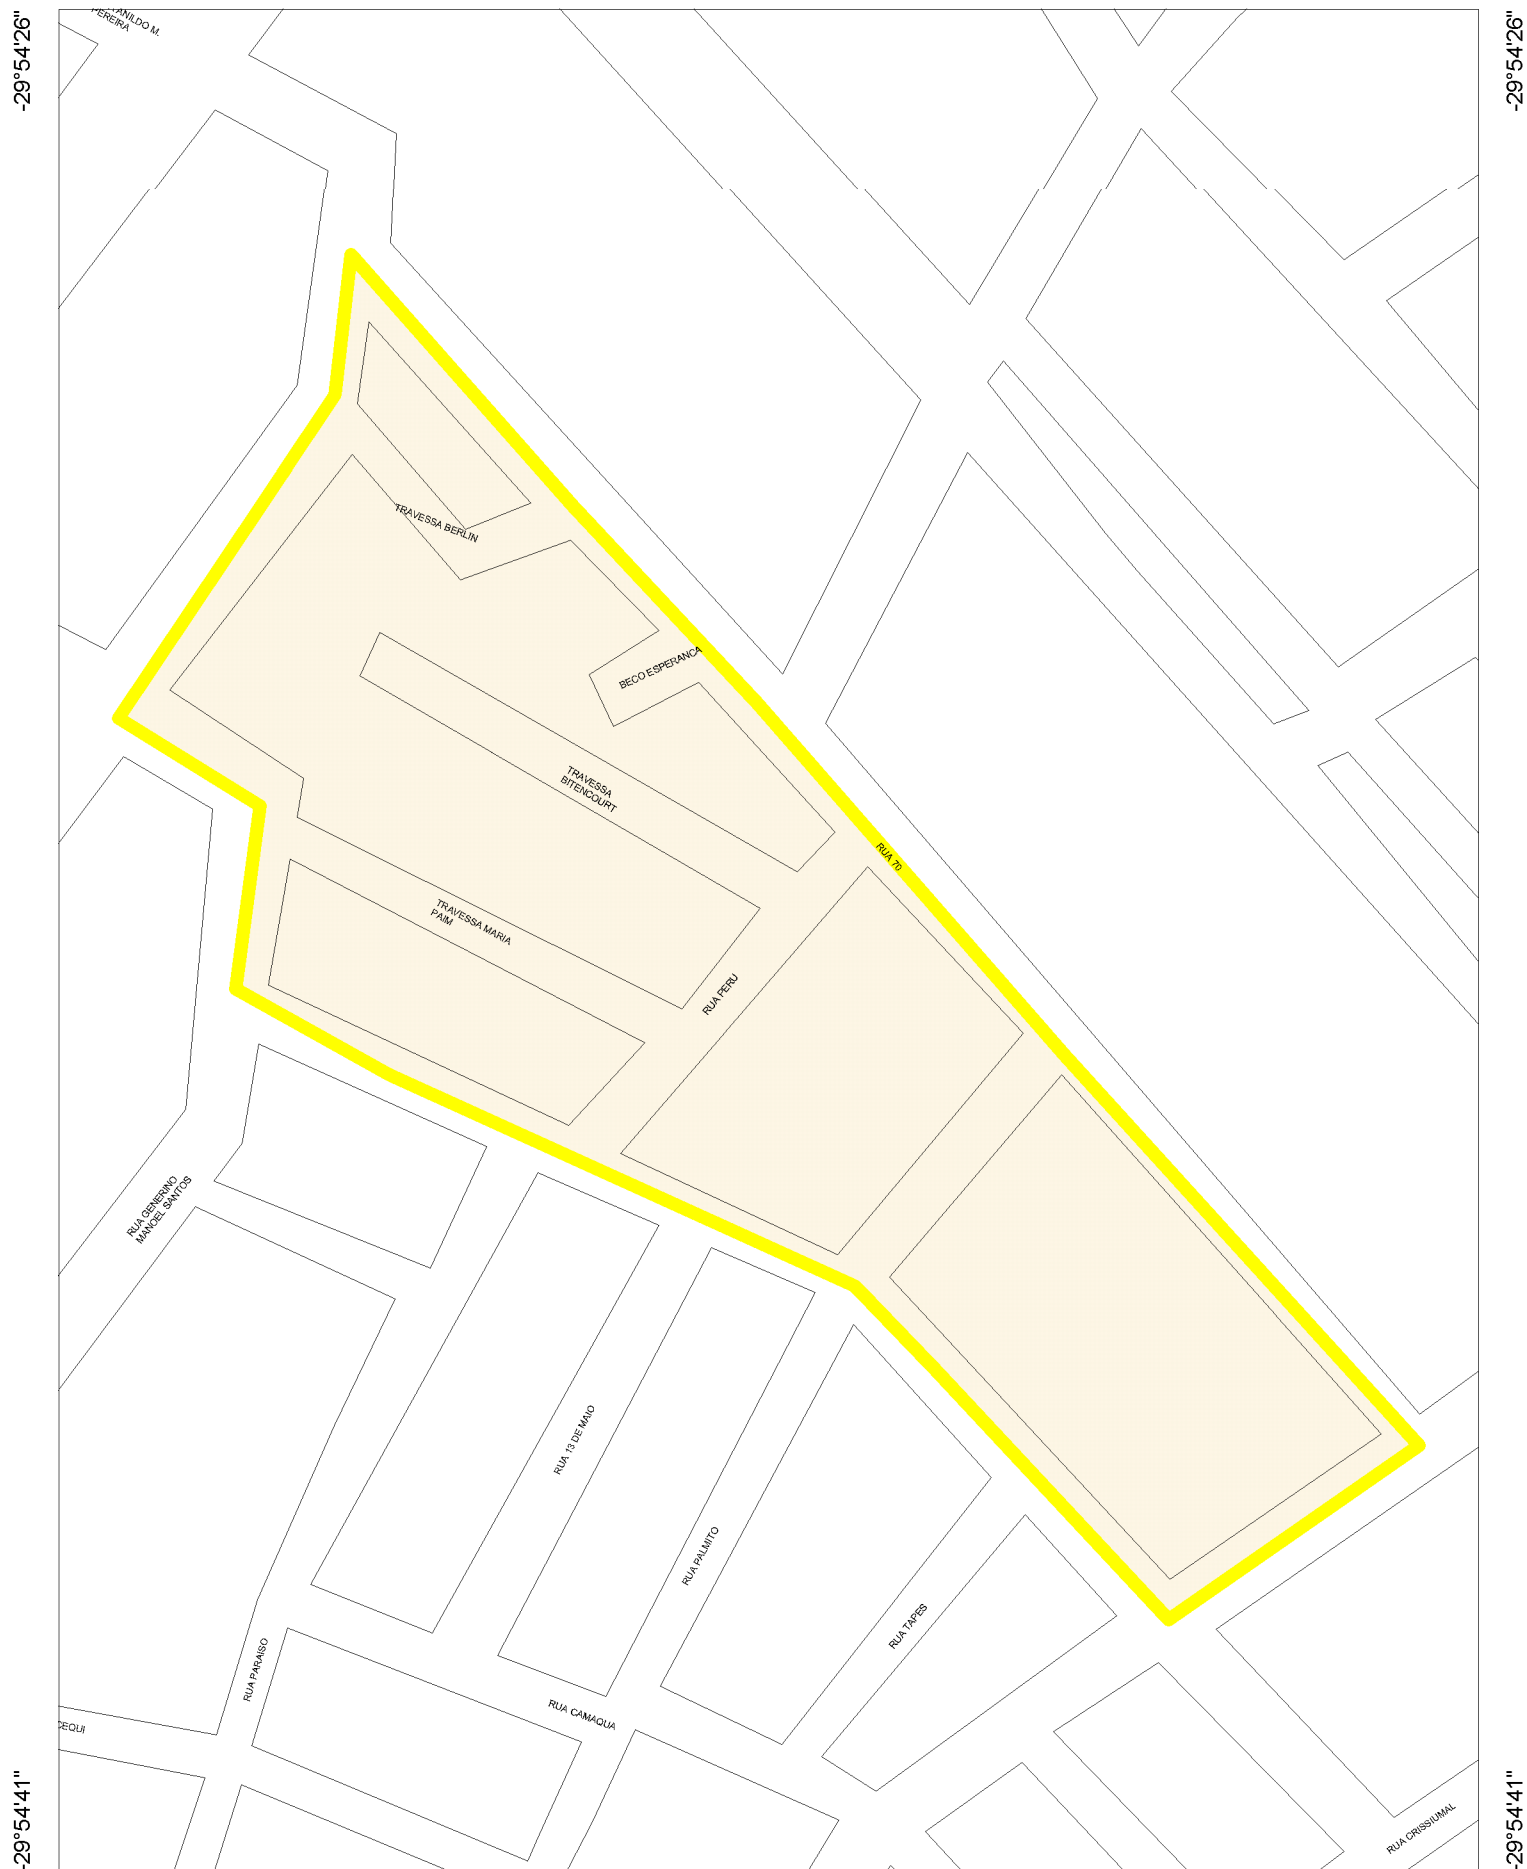 -29°54'26"
-29°54'26"
PEREIRA
TRAVESSA BERLIN
BECO ESPERANCA
TRAVESSA
BITENCOURT
RUA 70
TRAVESSA MARIA
PAIM
RUA PERU
RUA GENERINO
MANOEL SANTOS
RUA 13 DE MAIO
RUA PALMITO
RUA TAPES
RUA PARAISO
RUA CAMAQUA
CEQUI
-29°54'41"
-29°54'41"
RUA CRISSIUMAL